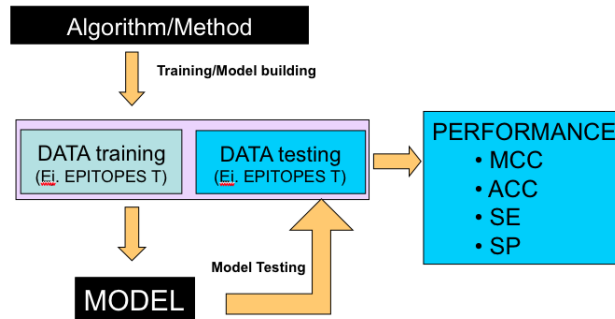 Algorithm/Method
Training/Model building
DATA training
(Ei. EPITOPES T)
DATA testing
(Ei. EPITOPES T)
PERFORMANCE
• MCC
• ACC
• SE
• SP
Model Testing
MODEL